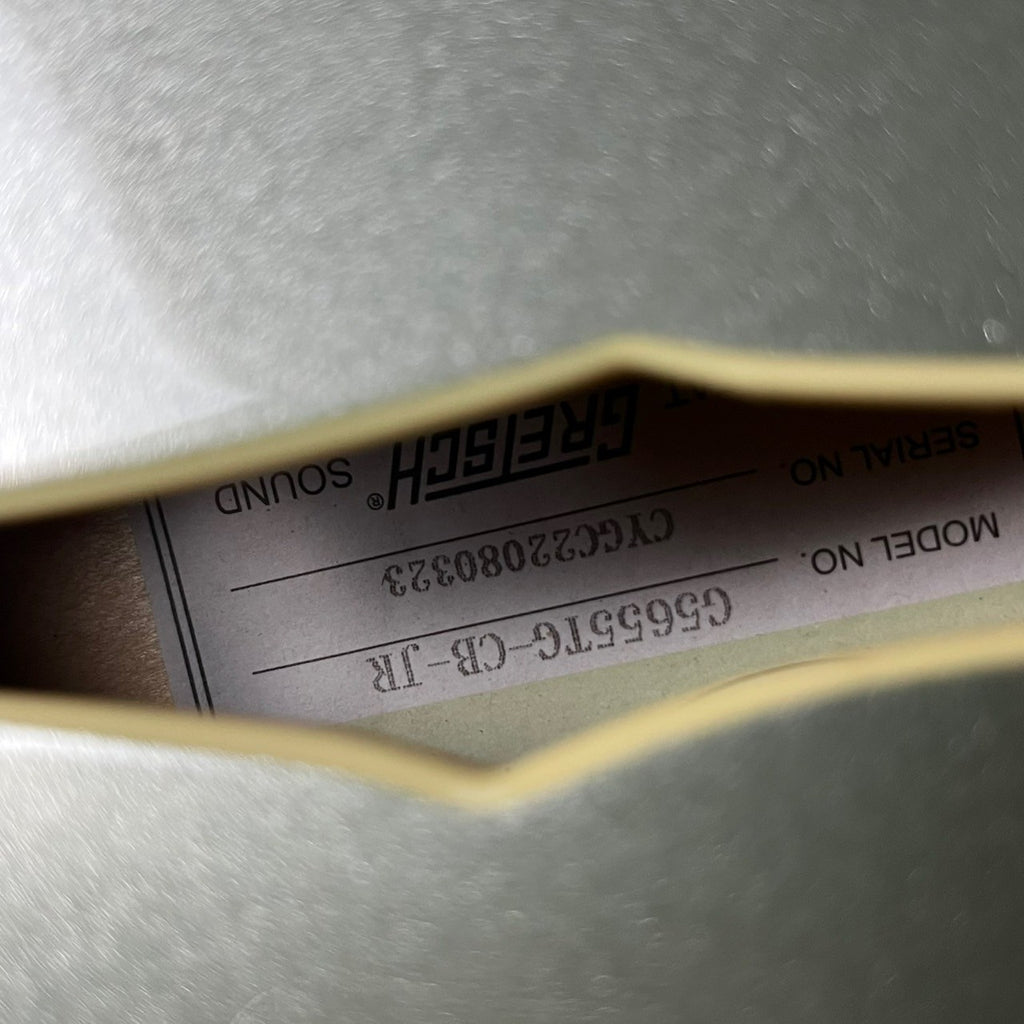 MODEL NO. G5655TG-CB-JR
SERIAL NO. CYGC22080323
GRETSCH® SOUND